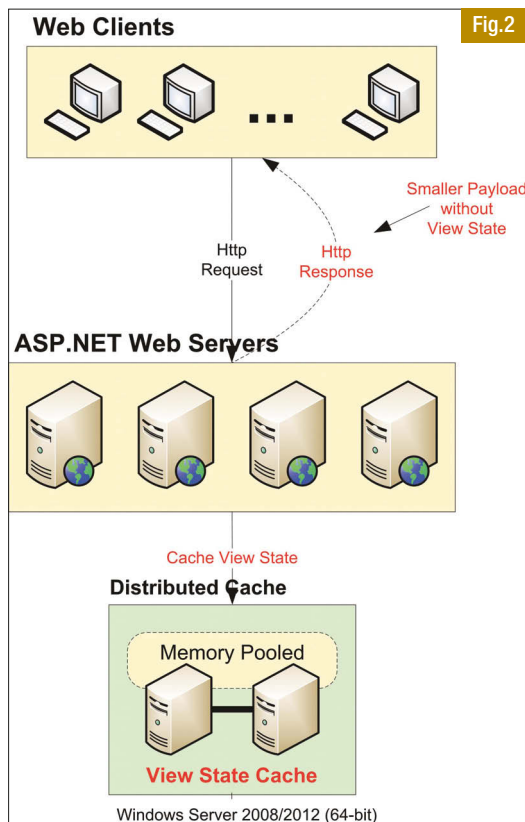 Fig.2
Web Clients
...
Smaller Payload
without
View State
Http
Request
Http
Response
ASP.NET Web Servers
Cache View State
Distributed Cache
Memory Pooled
View State Cache
Windows Server 2008/2012 (64-bit)